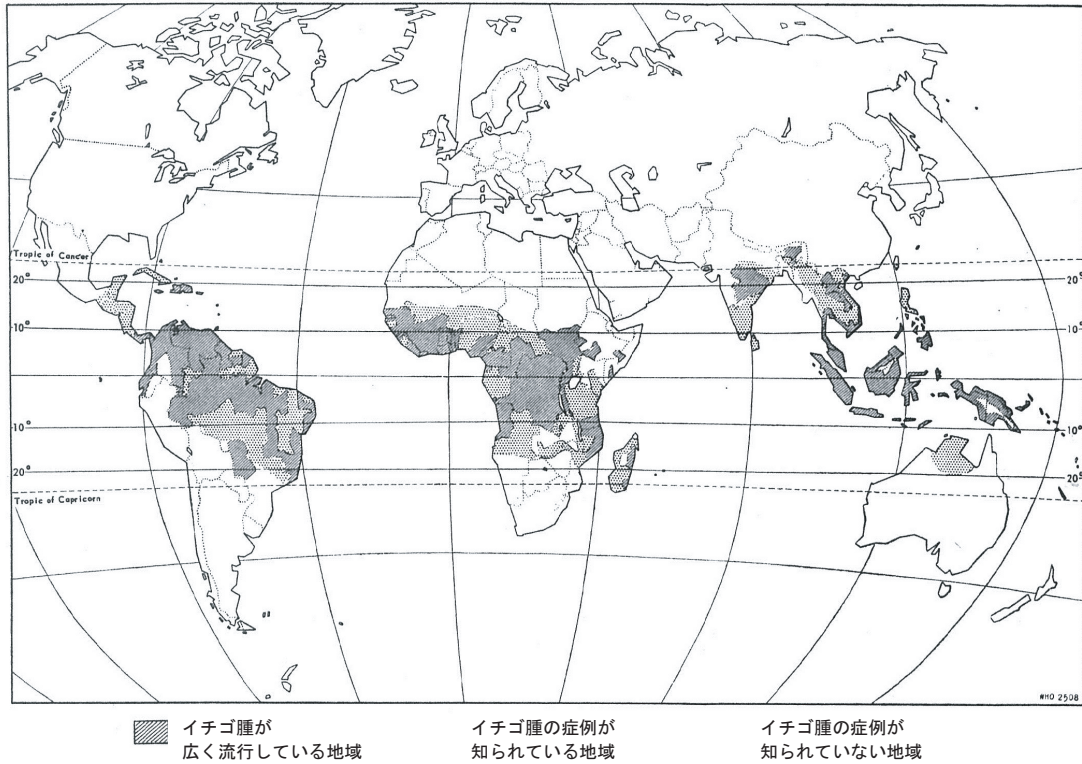 Tropic of Cancer
20°
20°
10°
10°
10°
10°
20°
20°
Tropic of Capricorn
WHO 2508
イチゴ腫が
広く流行している地域
イチゴ腫の症例が
知られている地域
イチゴ腫の症例が
知られていない地域